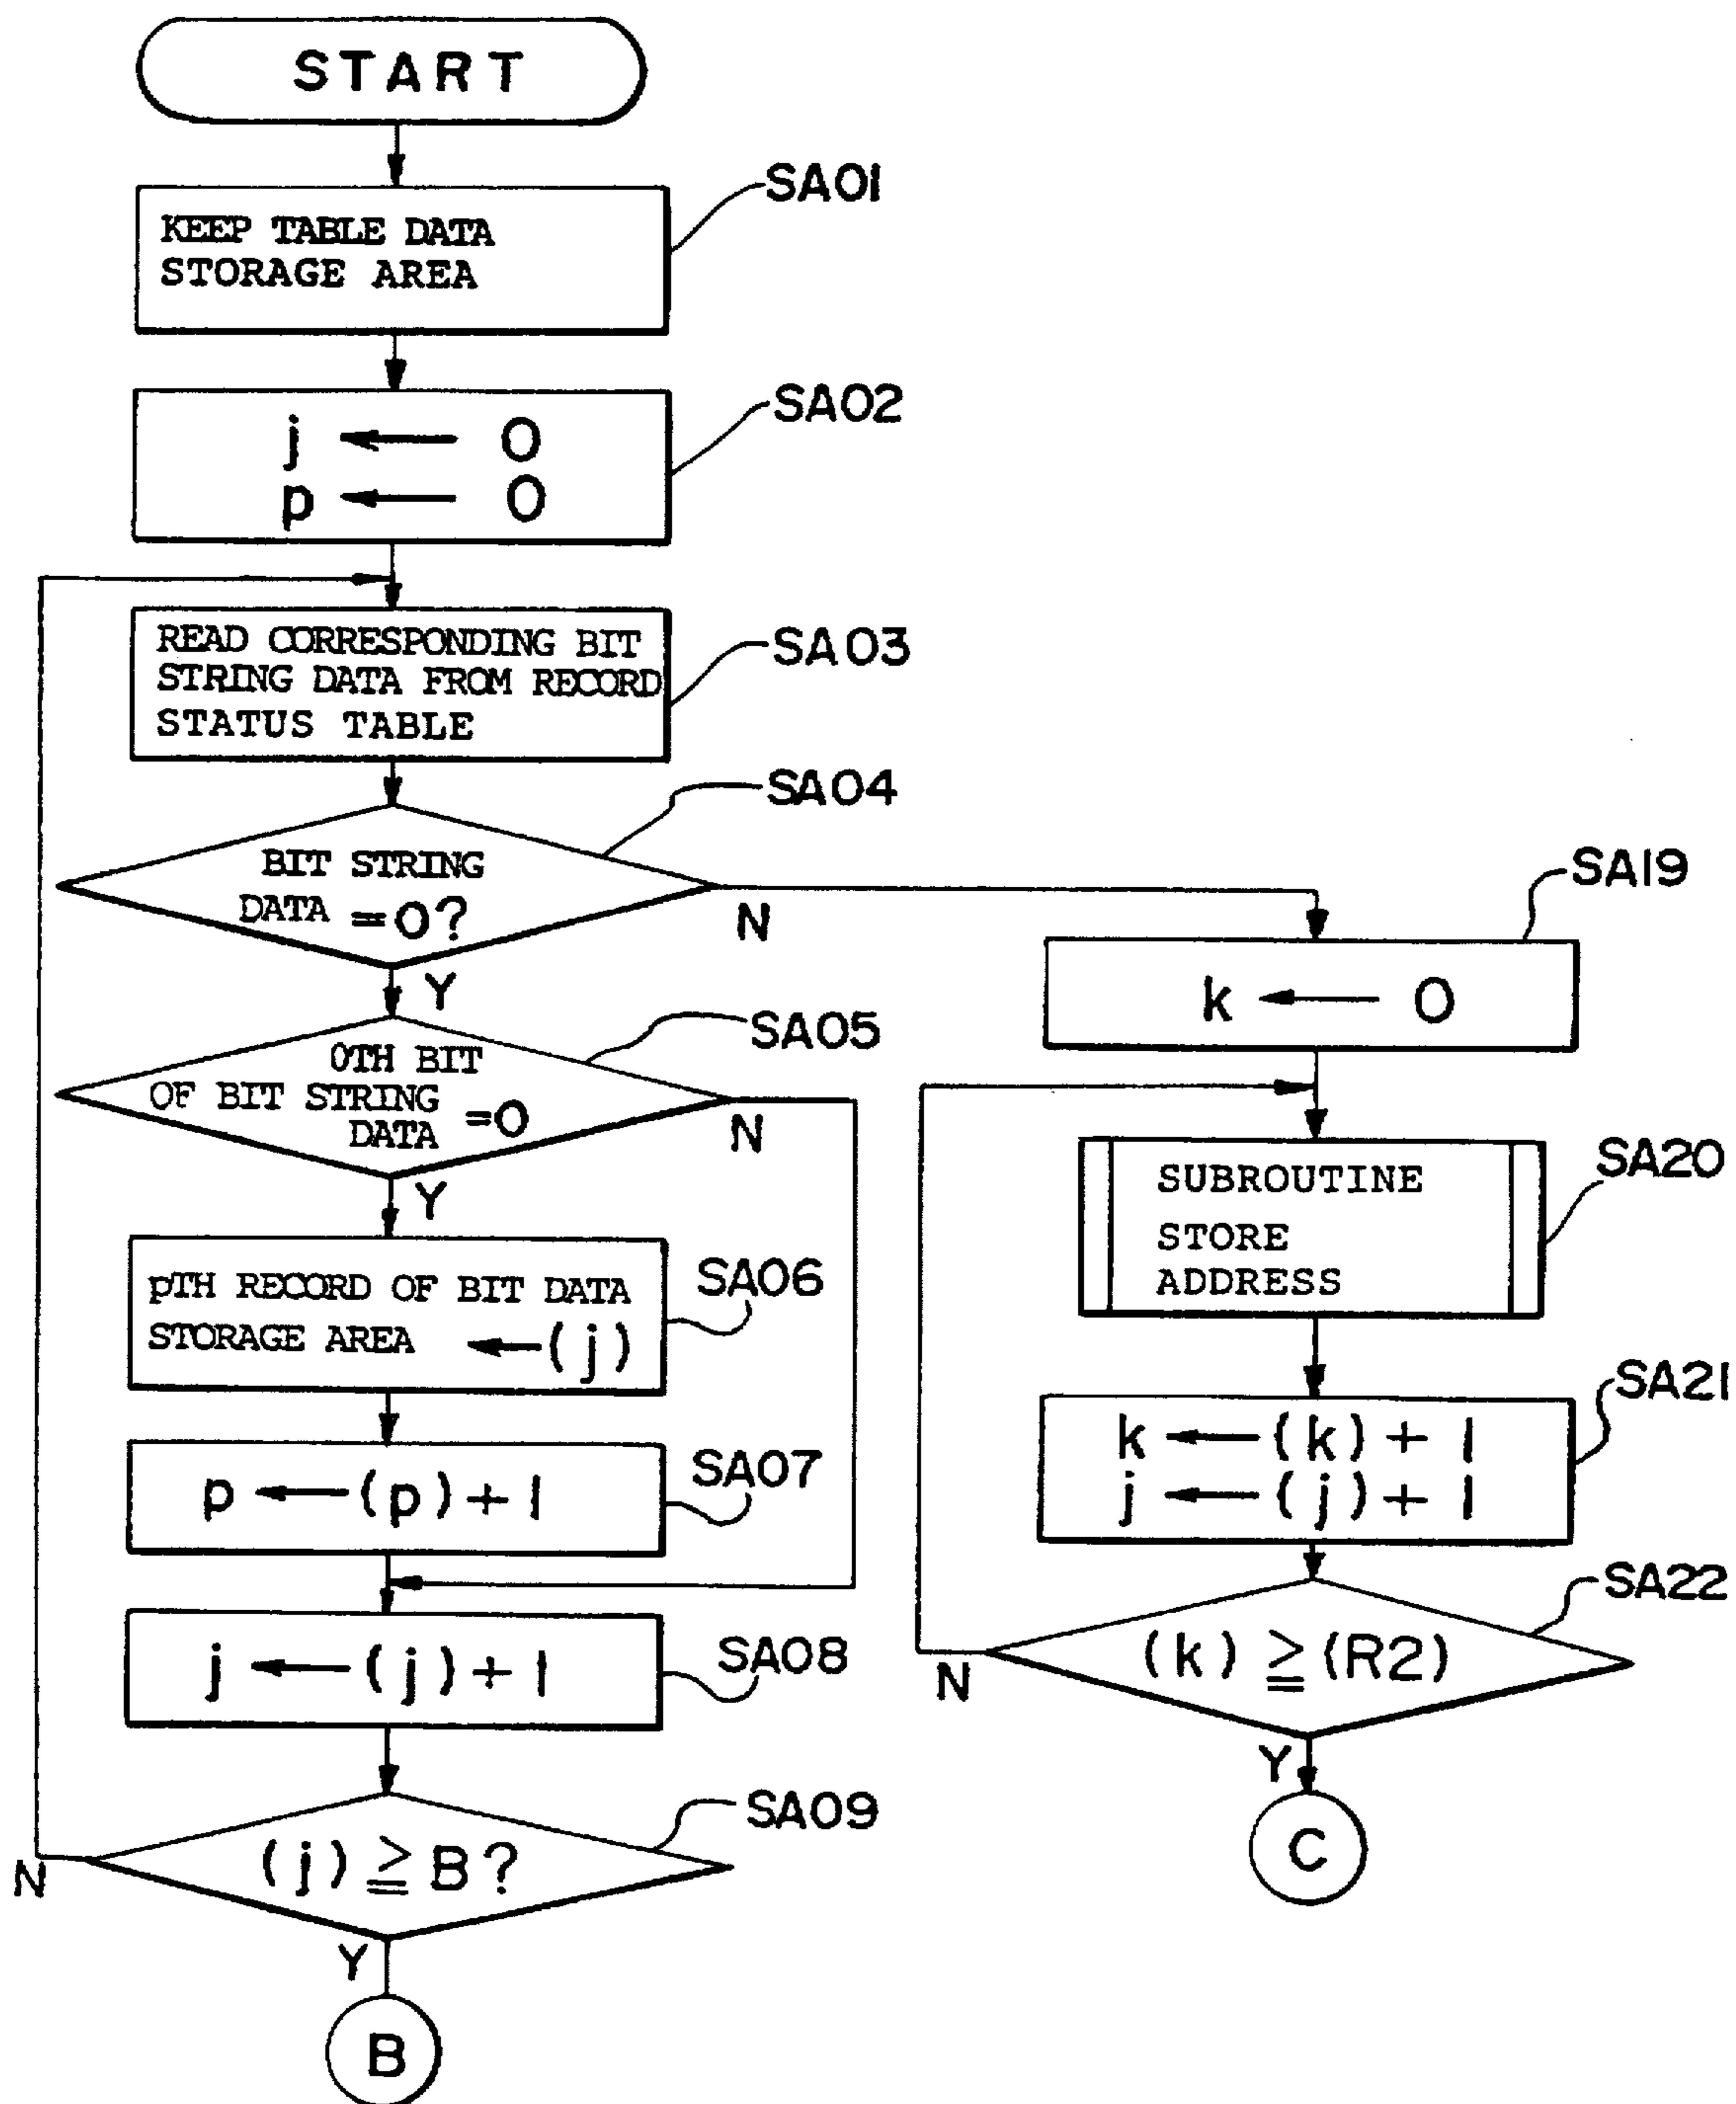 START
SA01
KEEP TABLE DATA
STORAGE AREA
SA02
j ← 0
p ← 0
SA03
READ CORRESPONDING BIT
STRING DATA FROM RECORD
STATUS TABLE
SA04
BIT STRING
DATA =0?
N
Y
SA05
0TH BIT
OF BIT STRING =0
DATA
N
Y
SA06
pTH RECORD OF BIT DATA
STORAGE AREA ←(j)
SA07
p ← (p) + 1
SA08
j ← (j) + 1
SA09
(j) ≧ B?
N
Y
B
SA19
k ← 0
SA20
SUBROUTINE
STORE
ADDRESS
SA21
k ← (k) + 1
j ← (j) + 1
SA22
(k) ≧ (R2)
N
Y
C